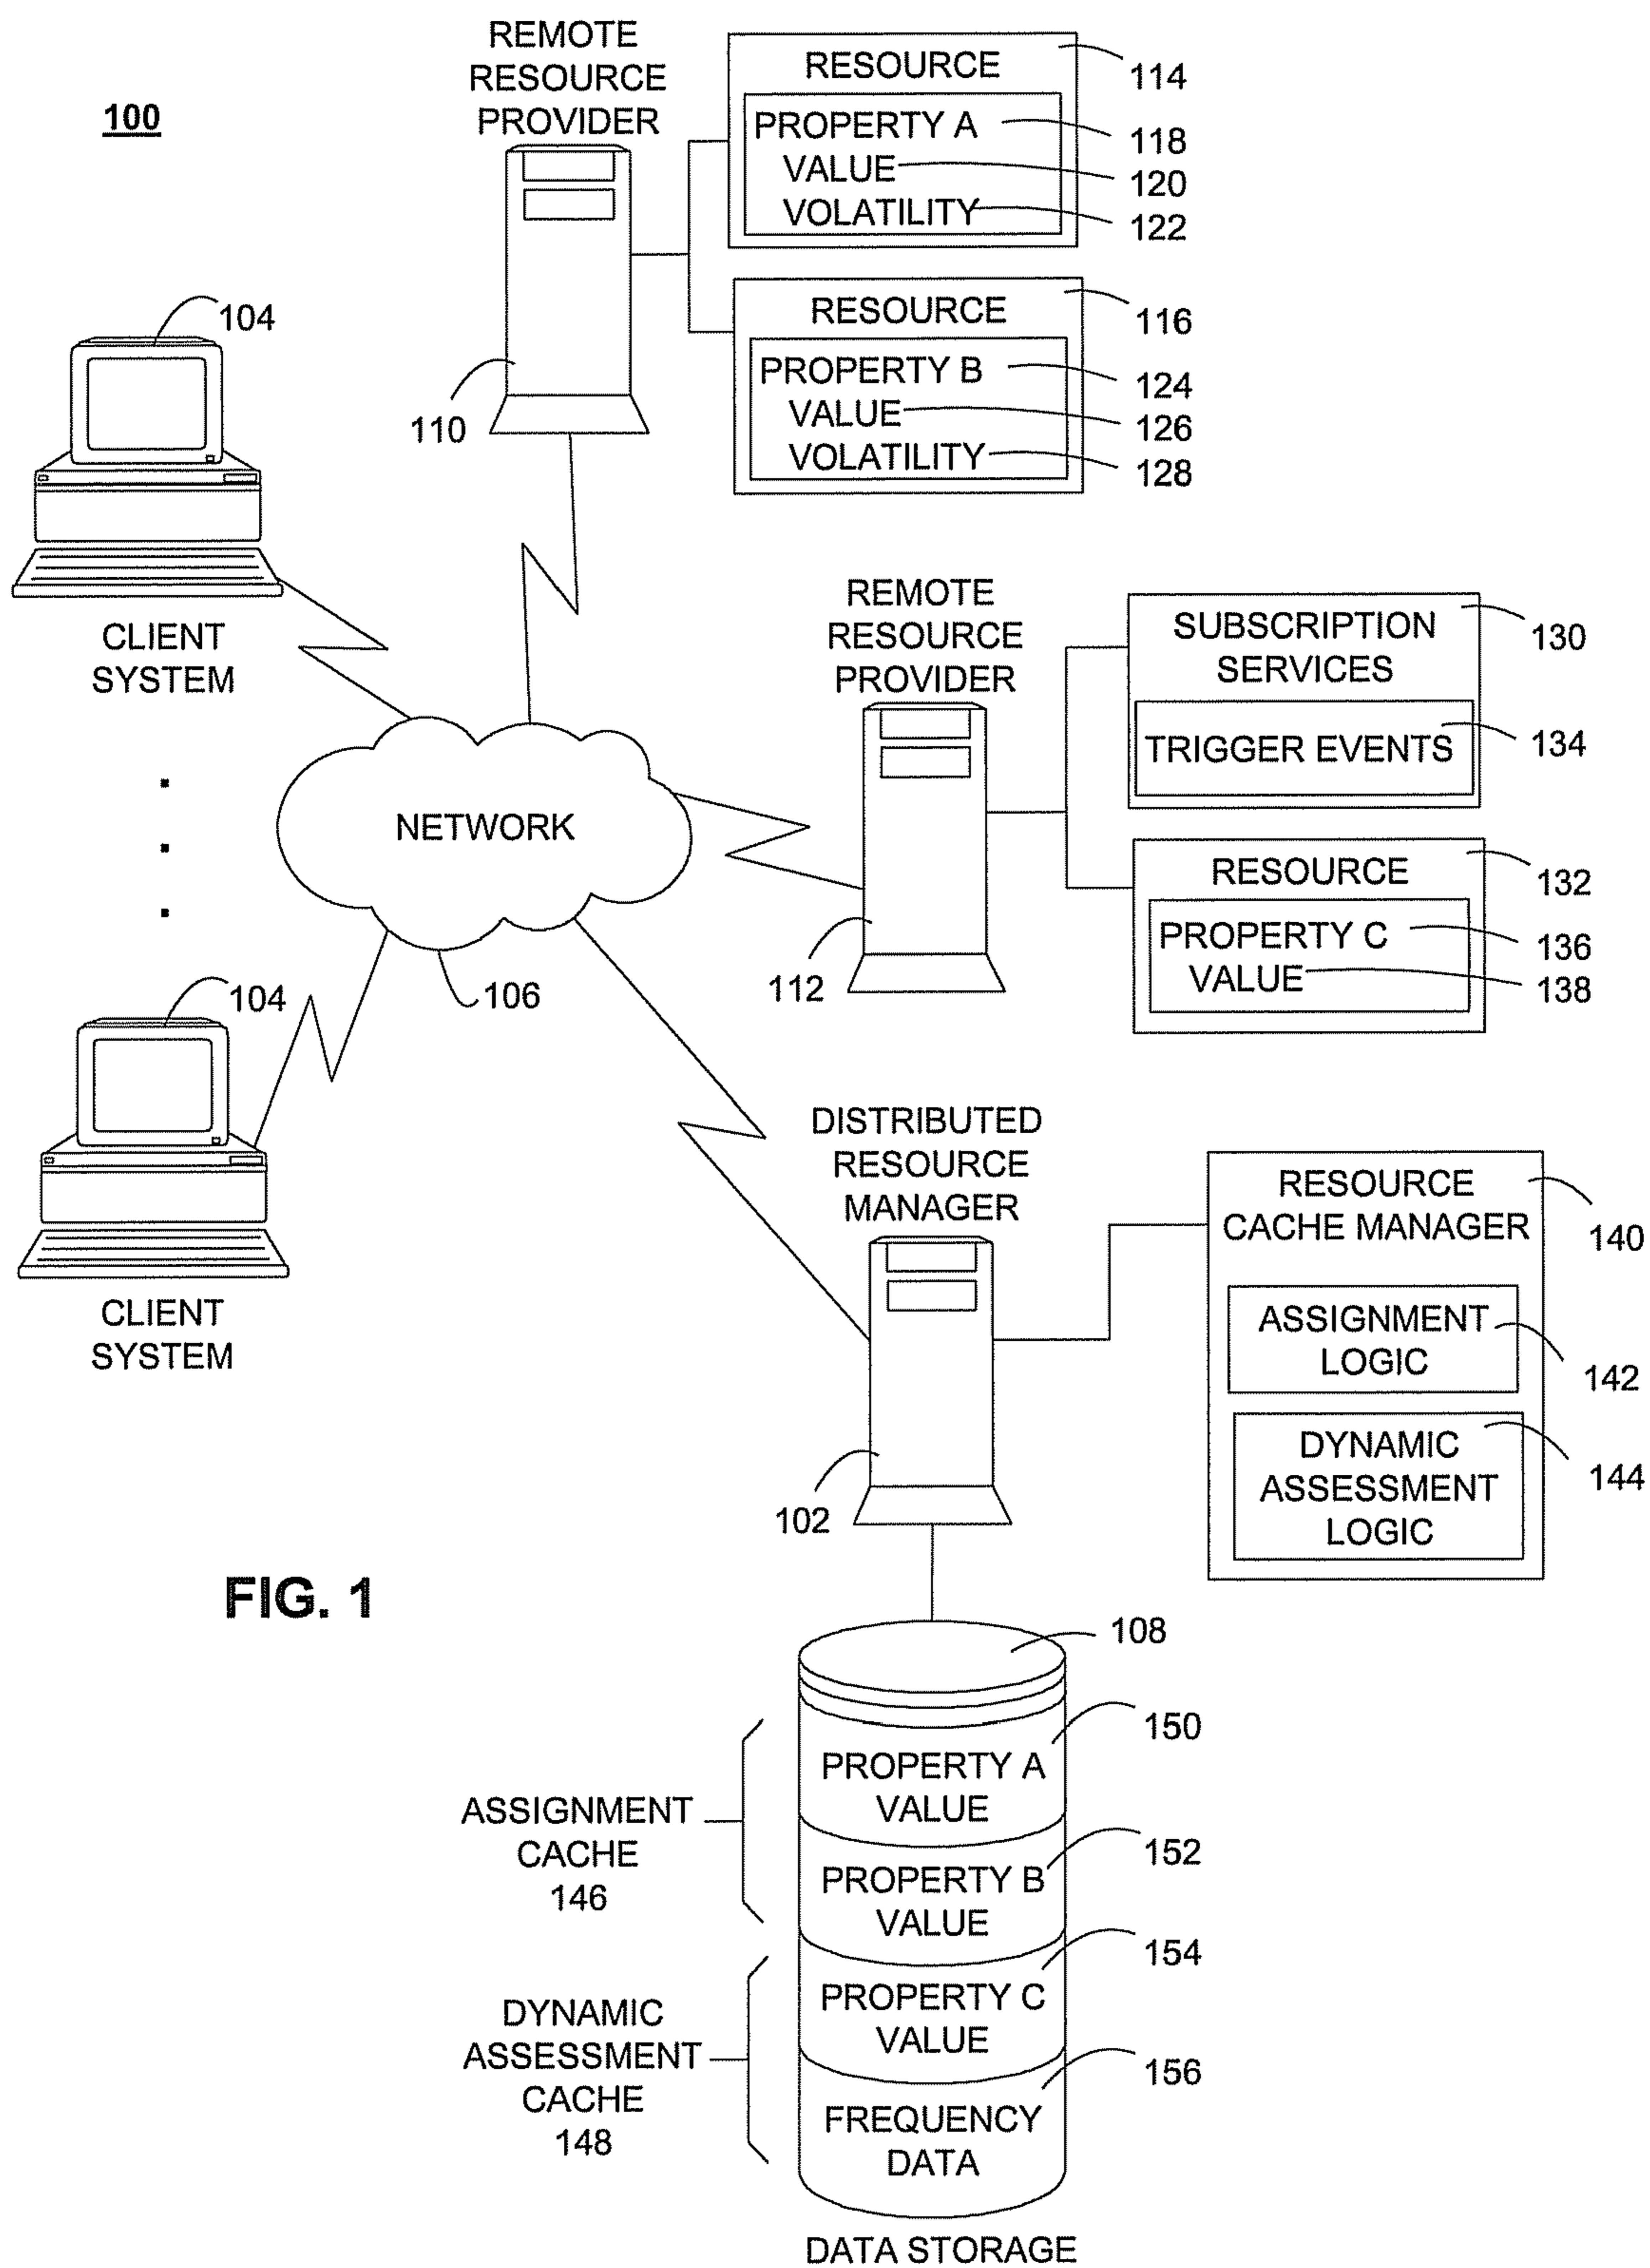 100
REMOTE
RESOURCE
PROVIDER
110
RESOURCE
114
PROPERTY A
118
VALUE
120
VOLATILITY
122
RESOURCE
116
PROPERTY B
124
VALUE
126
VOLATILITY
128
104
CLIENT
SYSTEM
REMOTE
RESOURCE
PROVIDER
112
SUBSCRIPTION
SERVICES
130
TRIGGER EVENTS
134
RESOURCE
132
PROPERTY C
136
VALUE
138
NETWORK
106
104
CLIENT
SYSTEM
DISTRIBUTED
RESOURCE
MANAGER
102
RESOURCE
CACHE MANAGER
140
ASSIGNMENT
LOGIC
142
DYNAMIC
ASSESSMENT
LOGIC
144
FIG. 1
108
PROPERTY A
VALUE
150
PROPERTY B
VALUE
152
ASSIGNMENT
CACHE
146
PROPERTY C
VALUE
154
FREQUENCY
DATA
156
DYNAMIC
ASSESSMENT
CACHE
148
DATA STORAGE